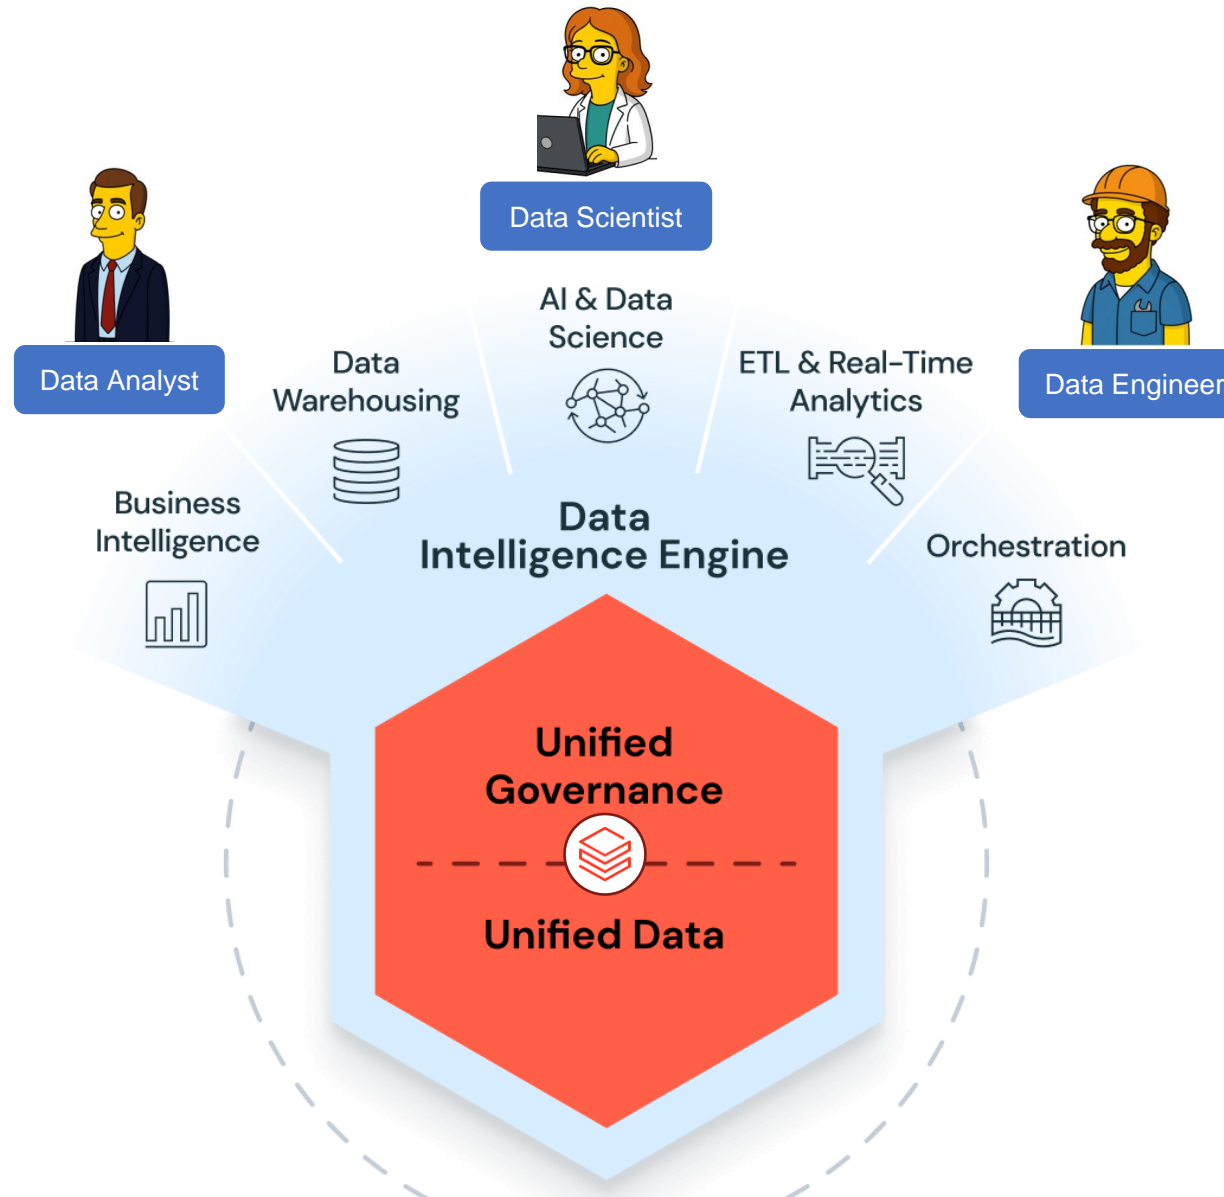 Data Scientist
Data Analyst
Data Engineer
AI & Data
Science
Data
Warehousing
ETL & Real-Time
Analytics
Business
Intelligence
Orchestration
Data
Intelligence Engine
Unified
Governance
Unified Data